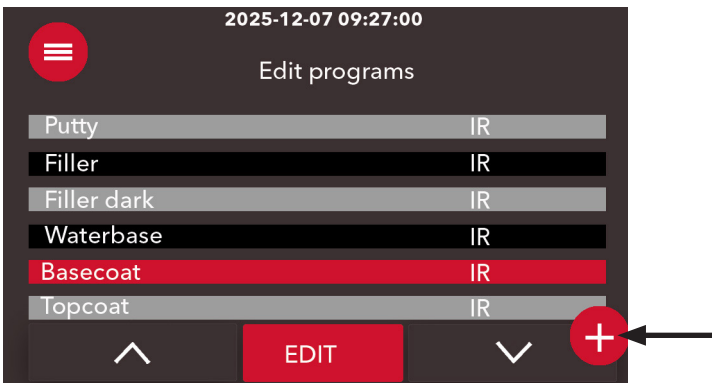 2025-12-07 09:27:00
Edit programs
Putty IR
Filler IR
Filler dark IR
Waterbase IR
Basecoat IR
Topcoat IR
EDIT
+